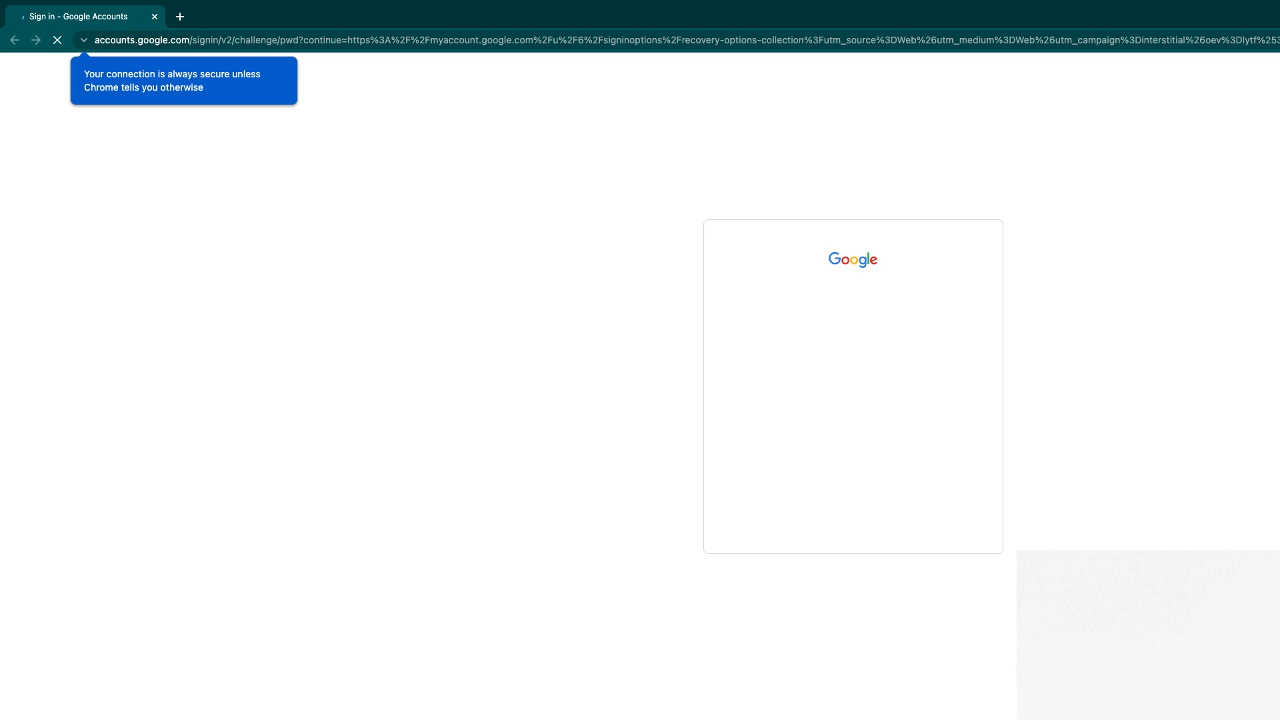 Sign in - Google Accounts
accounts.google.com/signin/v2/challenge/pwd?continue=https%3A%2F%2Fmyaccount.google.com%2Fu%2F6%2Fsigninoptions%2Frecovery-options-collection%3Futm_source%3DWeb%26utm_medium%3DWeb%26utm_campaign%3Dinterstitial%26oev%3Dlytf%253
Your connection is always secure unless
Chrome tells you otherwise
Google